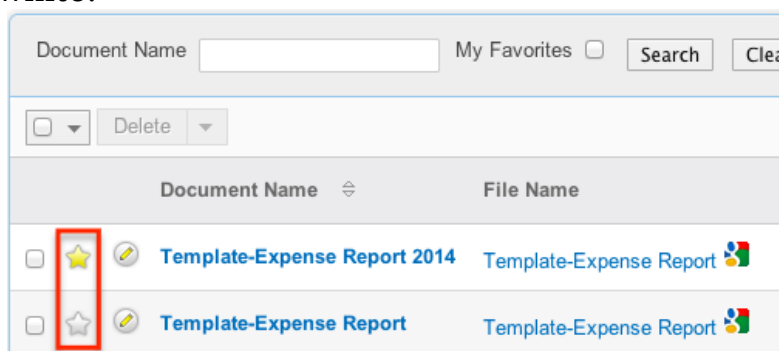 Document Name My Favorites Search
Delete
Document Name File Name
Template-Expense Report 2014 Template-Expense Report
Template-Expense Report Template-Expense Report